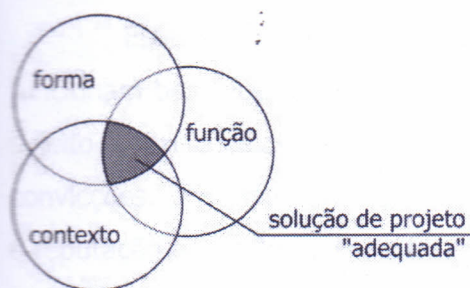 forma
função
contexto
solução de projeto
"adequada"